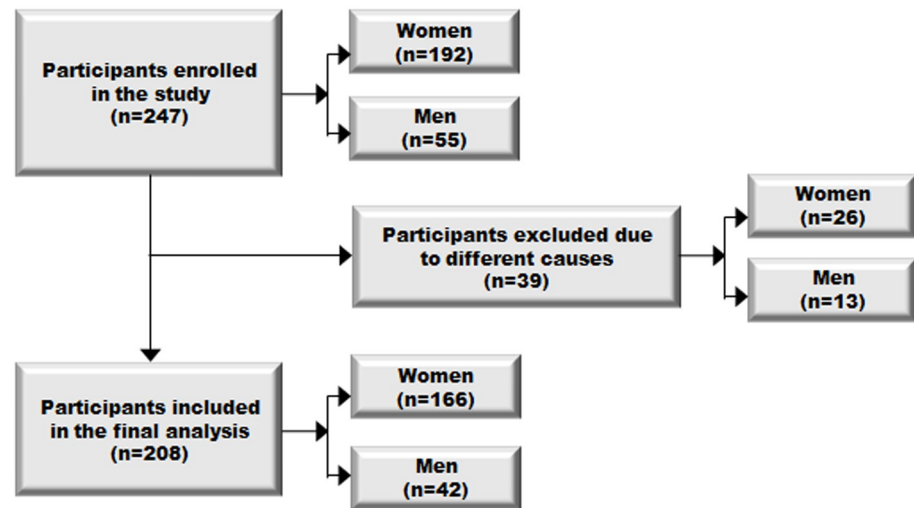 Participants enrolled
in the study
(n=247)
Women
(n=192)
Men
(n=55)
Participants excluded due
to different causes
(n=39)
Women
(n=26)
Men
(n=13)
Participants included
in the final analysis
(n=208)
Women
(n=166)
Men
(n=42)